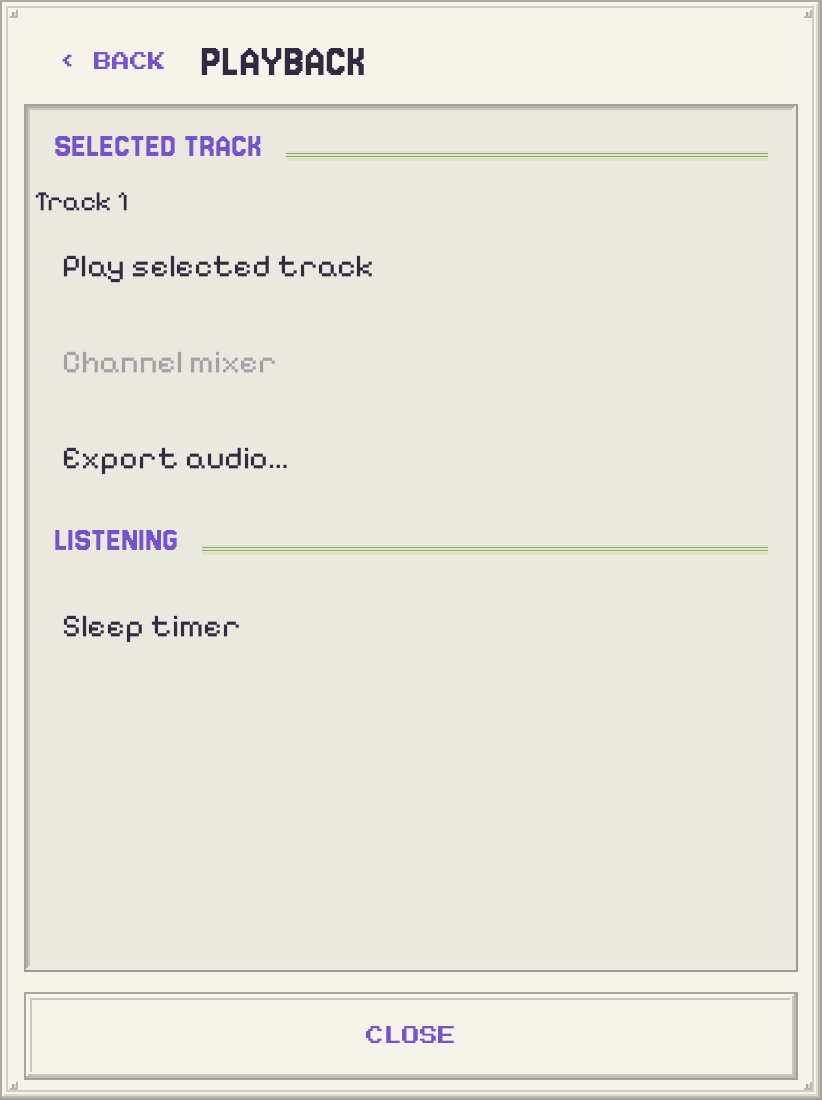 ‹ BACK PLAYBACK
SELECTED TRACK
Track 1
Play selected track
Channel mixer
Export audio...
LISTENING
Sleep timer
CLOSE